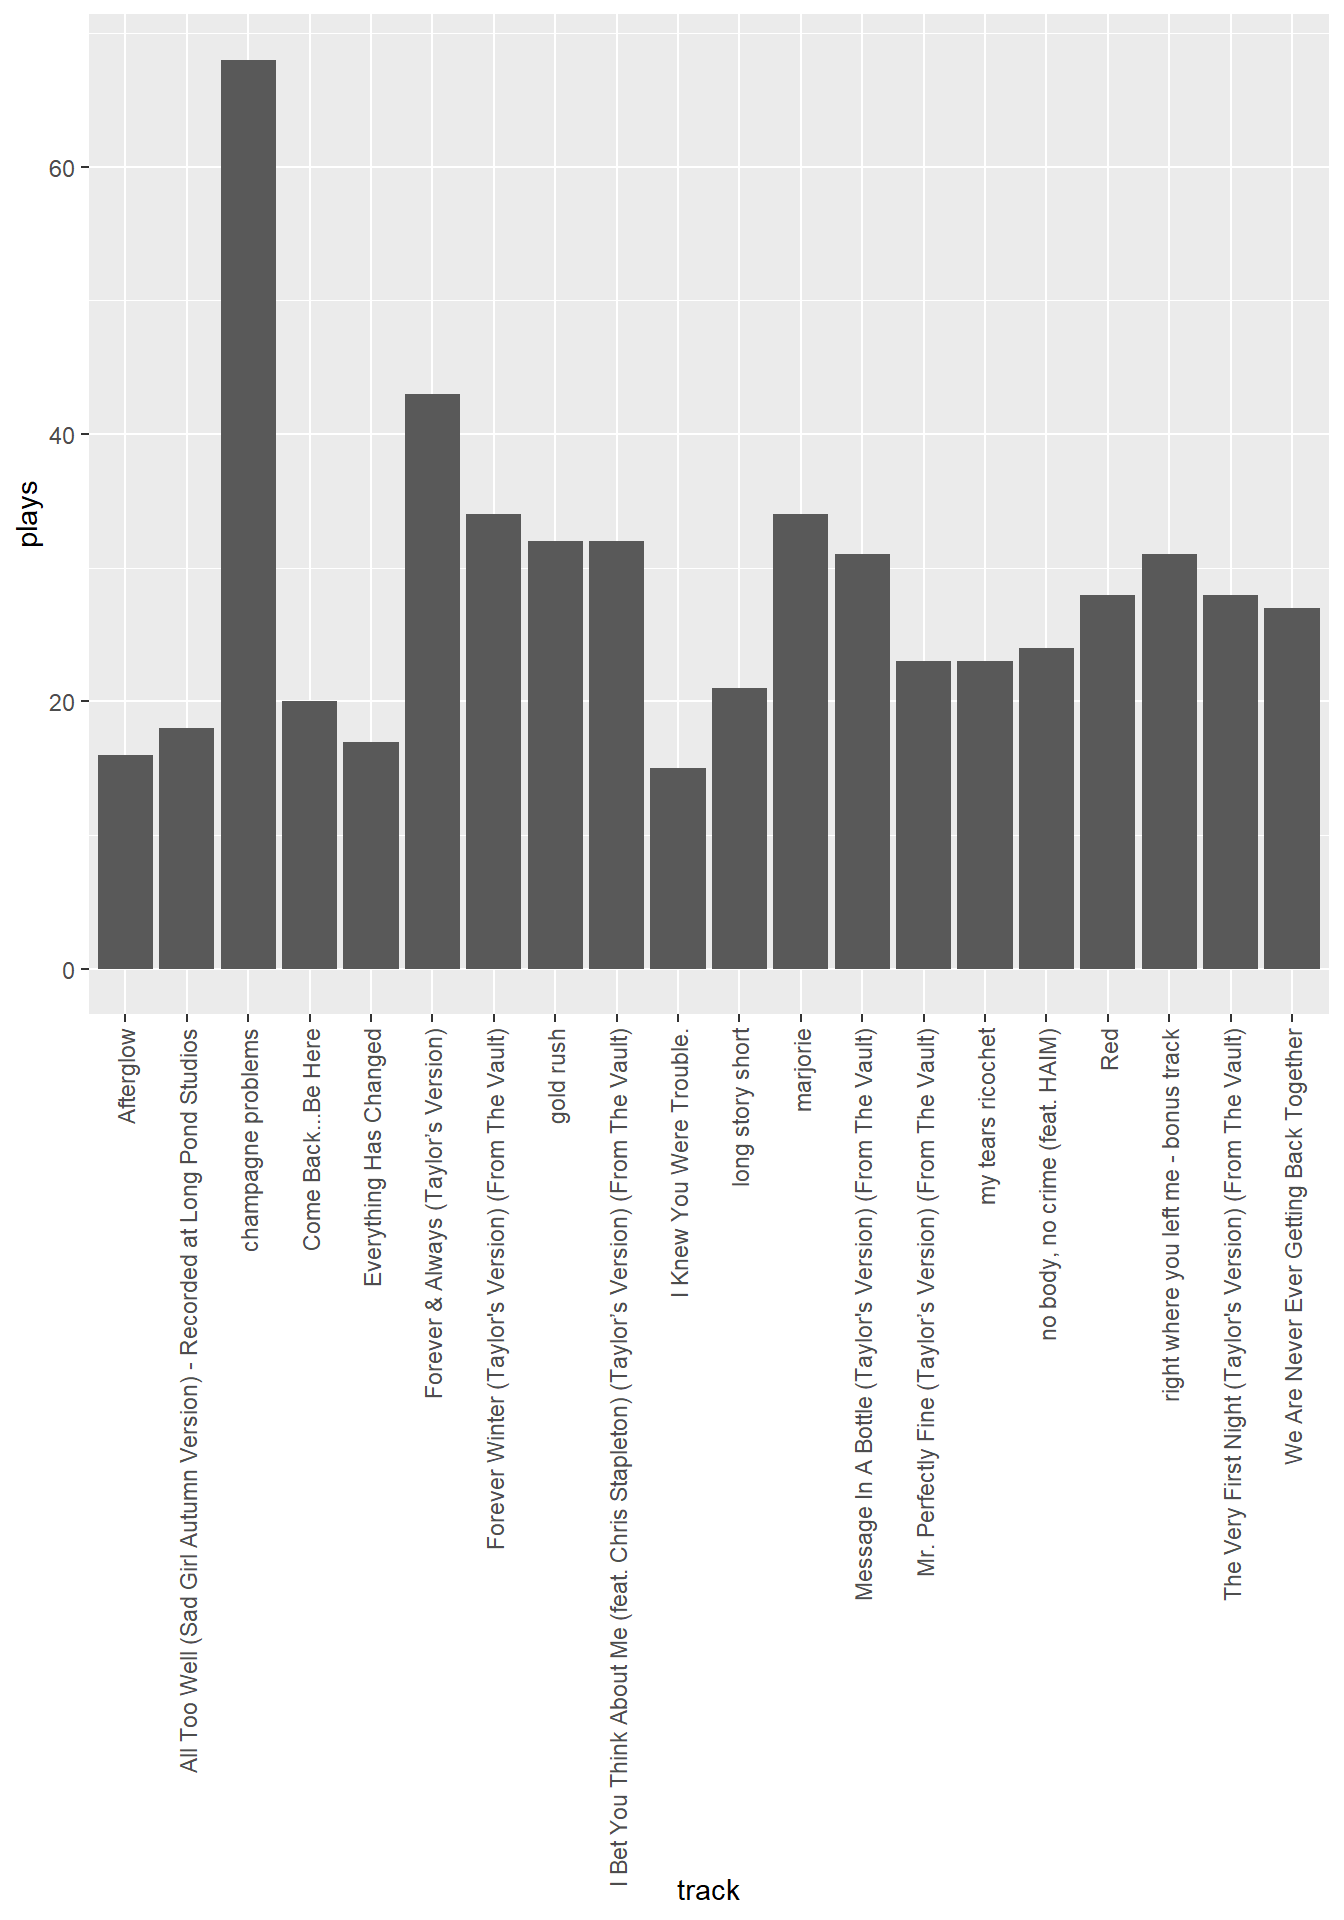 plays
60
40
20
0
Afterglow
All Too Well (Sad Girl Autumn Version) - Recorded at Long Pond Studios
champagne problems
Come Back...Be Here
Everything Has Changed
Forever & Always (Taylor’s Version)
Forever Winter (Taylor's Version) (From The Vault)
gold rush
I Bet You Think About Me (feat. Chris Stapleton) (Taylor’s Version) (From The Vault)
I Knew You Were Trouble.
long story short
marjorie
Message In A Bottle (Taylor's Version) (From The Vault)
Mr. Perfectly Fine (Taylor’s Version) (From The Vault)
my tears ricochet
no body, no crime (feat. HAIM)
Red
right where you left me - bonus track
The Very First Night (Taylor's Version) (From The Vault)
We Are Never Ever Getting Back Together
track